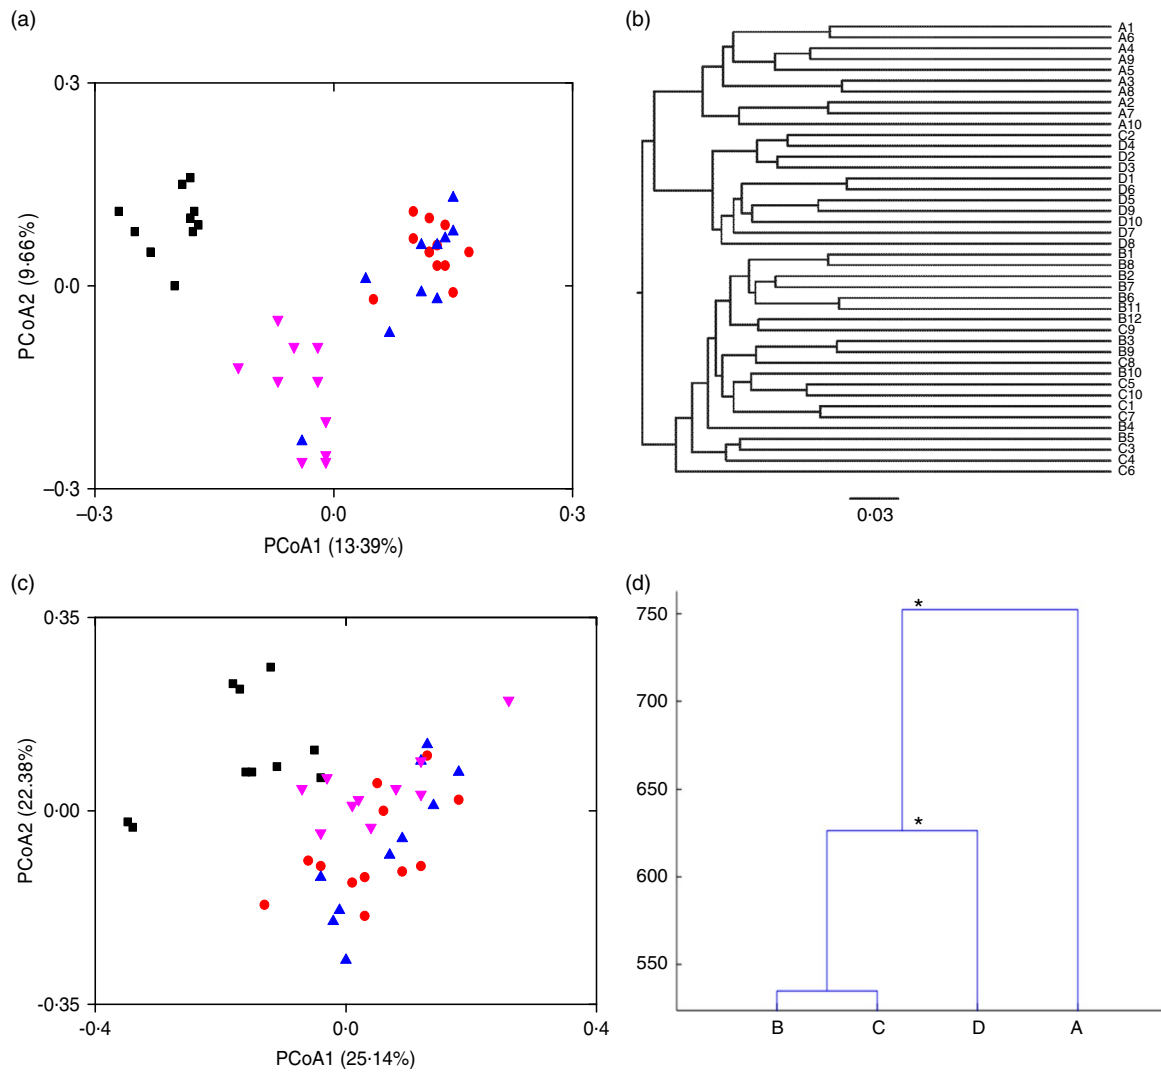 (a)
0·3
0·0
–0·3
–0·3
0·0
0·3
PCoA2 (9·66%)
PCoA1 (13·39%)
(b)
A1
A6
A4
A9
A5
A3
A8
A2
A7
A10
C2
D4
D2
D3
D1
D6
D5
D9
D10
D7
D8
B1
B8
B2
B7
B6
B11
B12
C9
B3
B9
C8
B10
C5
C10
C1
C7
B4
B5
C3
C4
C6
0·03
(c)
0·35
0·00
-0·35
-0·4
0·0
0·4
PCoA2 (22.38%)
PCoA1 (25·14%)
(d)
750
700
650
600
550
*
*
B C D A